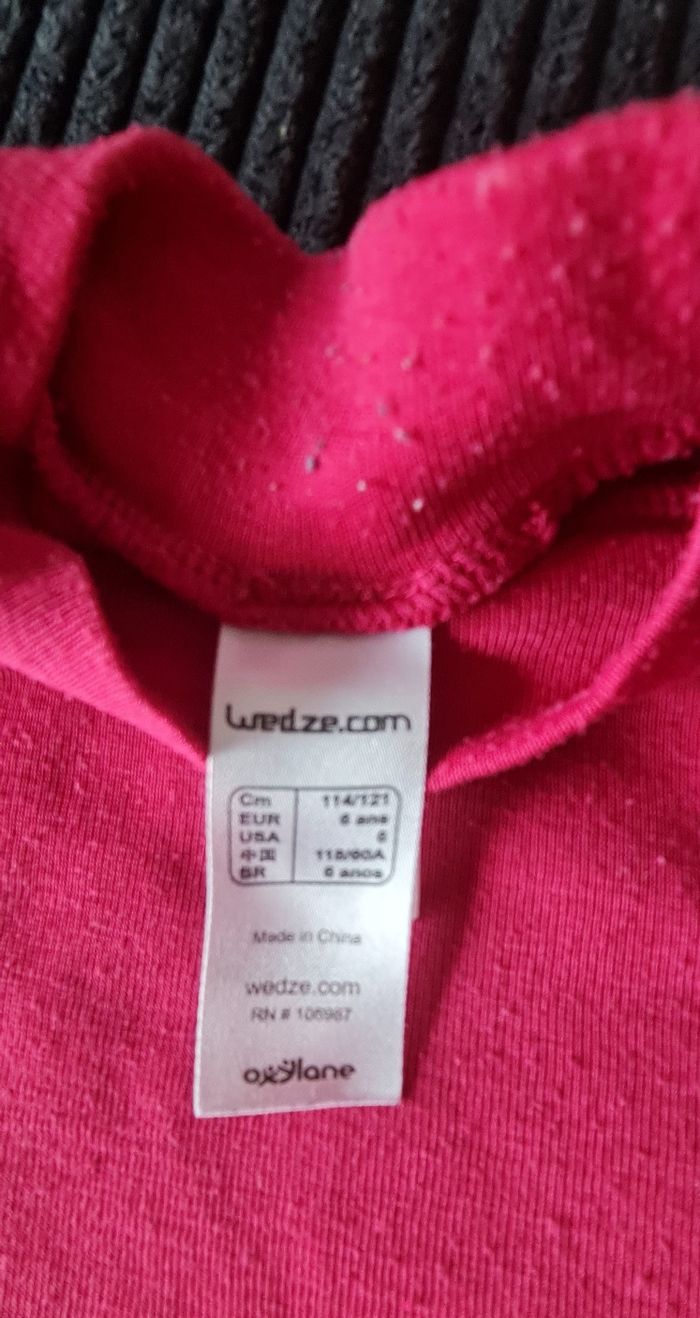 wedze.com
Cm 114/121
EUR 6 ans
USA 6
中国 115/60A
BR 6 anos
Made in China
wedze.com
RN # 106987
oxylane